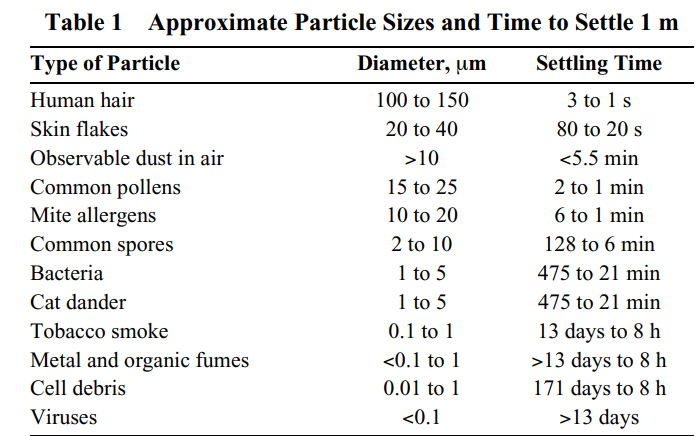 Table 1 Approximate Particle Sizes and Time to Settle 1 m
Type of Particle Diameter, μm Settling Time
Human hair 100 to 150 3 to 1 s
Skin flakes 20 to 40 80 to 20 s
Observable dust in air >10 <5.5 min
Common pollens 15 to 25 2 to 1 min
Mite allergens 10 to 20 6 to 1 min
Common spores 2 to 10 128 to 6 min
Bacteria 1 to 5 475 to 21 min
Cat dander 1 to 5 475 to 21 min
Tobacco smoke 0.1 to 1 13 days to 8 h
Metal and organic fumes <0.1 to 1 >13 days to 8 h
Cell debris 0.01 to 1 171 days to 8 h
Viruses <0.1 >13 days